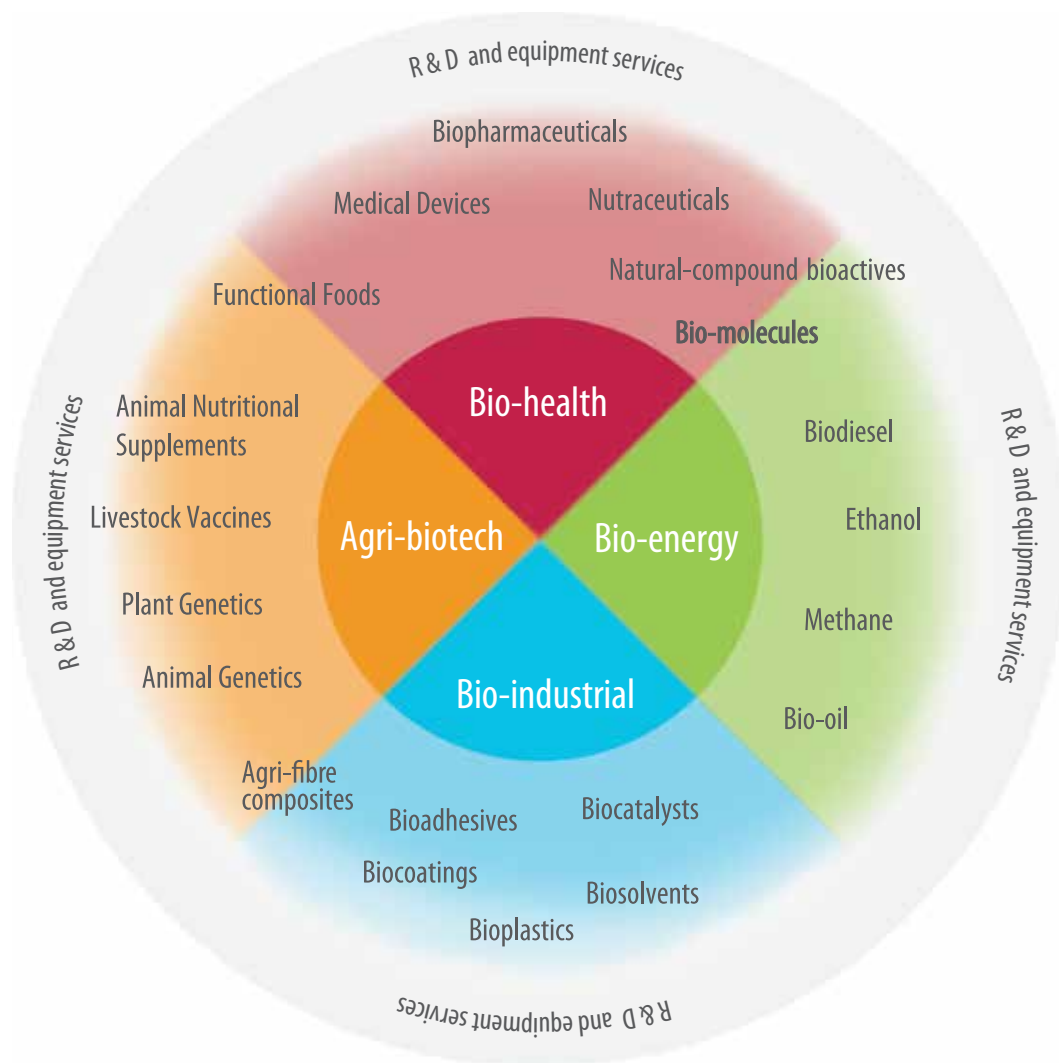 R & D and equipment services
Biopharmaceuticals
Medical Devices
Nutraceuticals
Natural-compound bioactives
Functional Foods
Bio-molecules
Bio-health
Animal Nutritional
Supplements
Biodiesel
R & D and equipment services
R & D and equipment services
Livestock Vaccines
Ethanol
Agri-biotech
Bio-energy
Plant Genetics
Methane
Animal Genetics
Bio-industrial
Bio-oil
Agri-fibre
composites
Bioadhesives
Biocatalysts
Biocoatings
Biosolvents
Bioplastics
R & D and equipment services